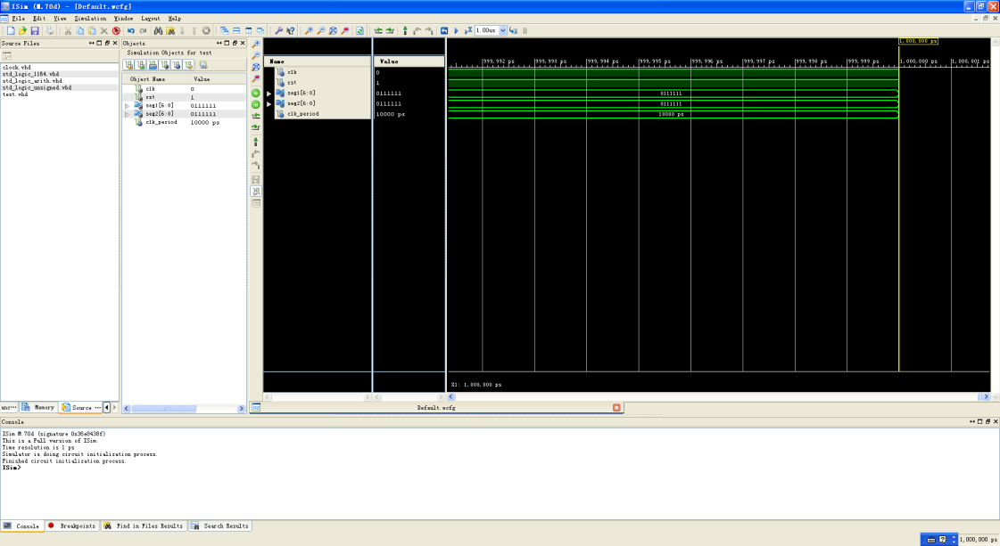 ISim (M.70d) - [Default.wcfg]
File Edit View Simulation Window Layout Help
1.00us
Source Files
clock.vhd
std_logic_1164.vhd
std_logic_arith.vhd
std_logic_unsigned.vhd
test.vhd
Memory
Source ...
Objects
Simulation Objects for test
Object Name Value
clk 0
rst 1
seg1[6:0] 0111111
seg2[6:0] 0111111
clk_period 10000 ps
Name Value
clk 0
rst 1
seg1[6:0] 0111111
seg2[6:0] 0111111
clk_period 10000 ps
1,000,000 ps
999,992 ps 999,993 ps 999,994 ps 999,995 ps 999,996 ps 999,997 ps 999,998 ps 999,999 ps 1,000,000 ps 1,000,001 ps
0111111
0111111
10000 ps
X1: 1,000,000 ps
Default.wcfg
Console
ISim M.70d (signature 0x36e8438f)
This is a Full version of ISim.
Time resolution is 1 ps
Simulator is doing circuit initialization process.
Finished circuit initialization process.
ISim>
Console Breakpoints Find in Files Results Search Results
1,000,000 ps